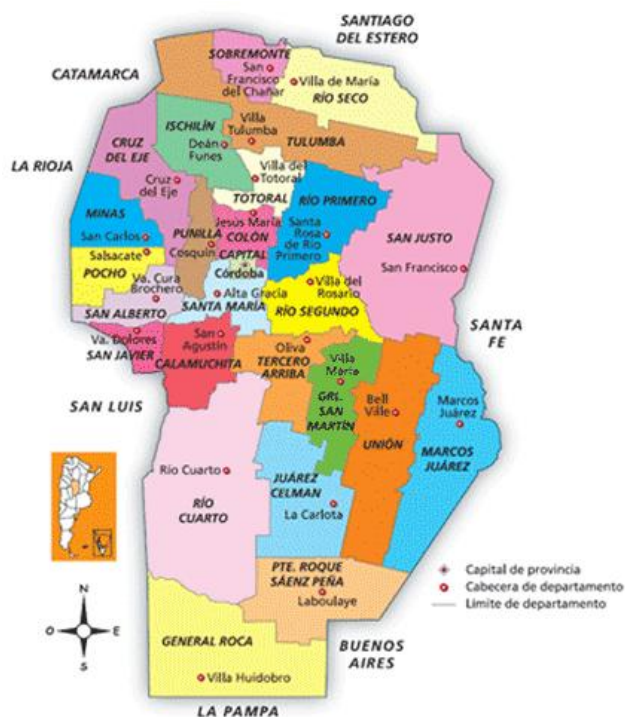 SANTIAGO
DEL ESTERO
CATAMARCA
SOBREMONTE
San
Francisco
del Chañar
Villa de María
RÍO SECO
ISCHILÍN
Villa
Tulumba
TULUMBA
CRUZ
DEL EJE
Deán
Funes
LA RIOJA
Cruz
del Eje
Villa del
Totoral
TOTORAL
RÍO PRIMERO
MINAS
San Carlos
PUNILLA
Cosquín
Jesús María
COLÓN
Santa
Rosa
de Río
Primero
SAN JUSTO
San Francisco
Salsacate
POCHO
CAPITAL
Córdoba
Va. Cura
Brochero
SAN ALBERTO
Alta Gracia
SANTA MARÍA
Villa del
Rosario
RÍO SEGUNDO
Va. Dolores
SAN JAVIER
San
Agustín
CALAMUCHITA
Oliva
TERCERO
ARRIBA
SANTA
FE
Villa
María
GRL.
SAN
MARTÍN
Bell
Ville
UNIÓN
Marcos
Juárez
MARCOS
JUÁREZ
SAN LUIS
Río Cuarto
RÍO
CUARTO
JUÁREZ
CELMAN
La Carlota
PTE. ROQUE
SÁENZ PEÑA
Laboulaye
Capital de provincia
Cabecera de departamento
Límite de departamento
N
O
E
S
GENERAL ROCA
Villa Huidobro
BUENOS
AIRES
LA PAMPA